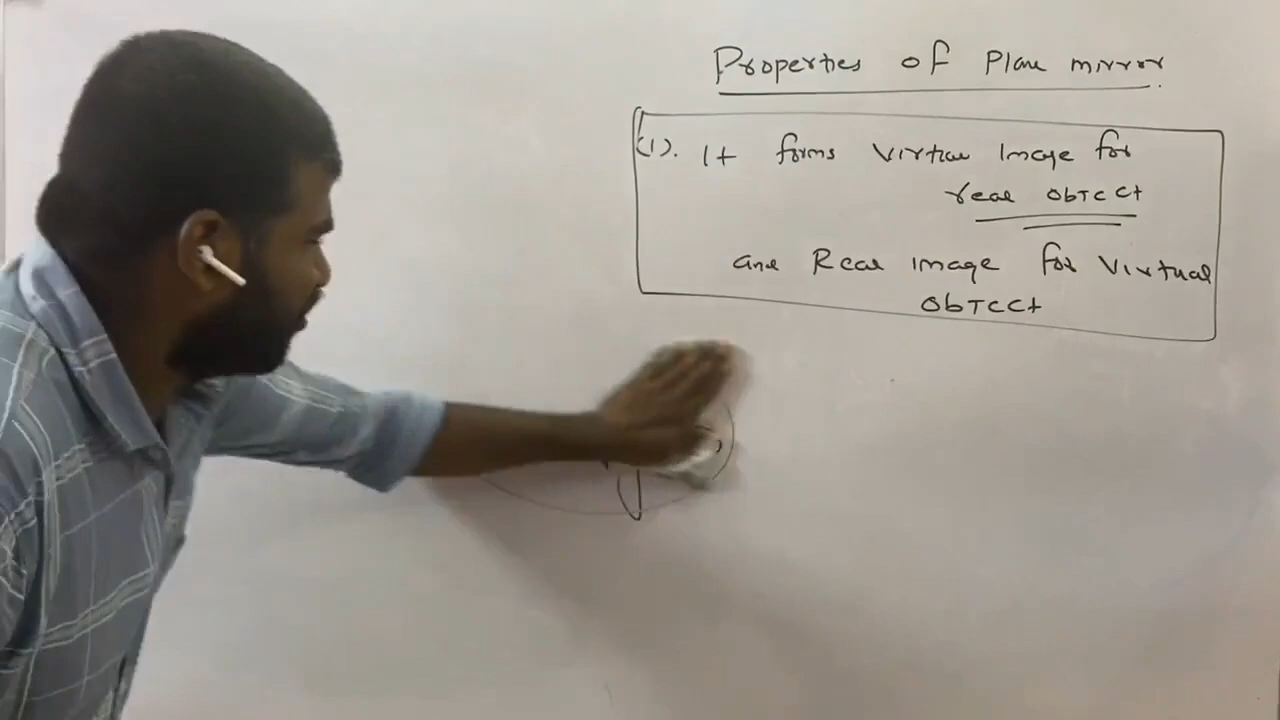 Properties of Plane mirror
(1). It forms Virtual Image for
real Object
and Real image for Virtual
Object